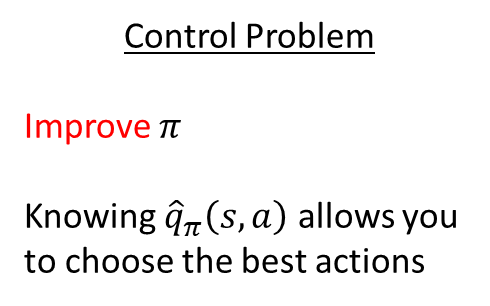 Control Problem
Improve π
Knowing q̂π(s, a) allows you
to choose the best actions